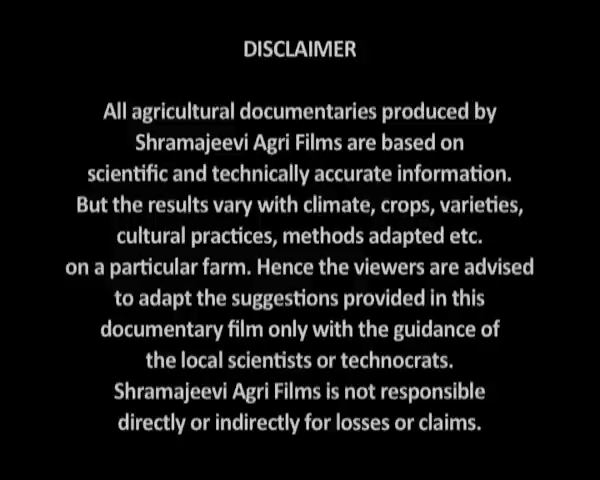 DISCLAIMER
All agricultural documentaries produced by
Shramajeevi Agri Films are based on
scientific and technically accurate information.
But the results vary with climate, crops, varieties,
cultural practices, methods adapted etc.
on a particular farm. Hence the viewers are advised
to adapt the suggestions provided in this
documentary film only with the guidance of
the local scientists or technocrats.
Shramajeevi Agri Films is not responsible
directly or indirectly for losses or claims.